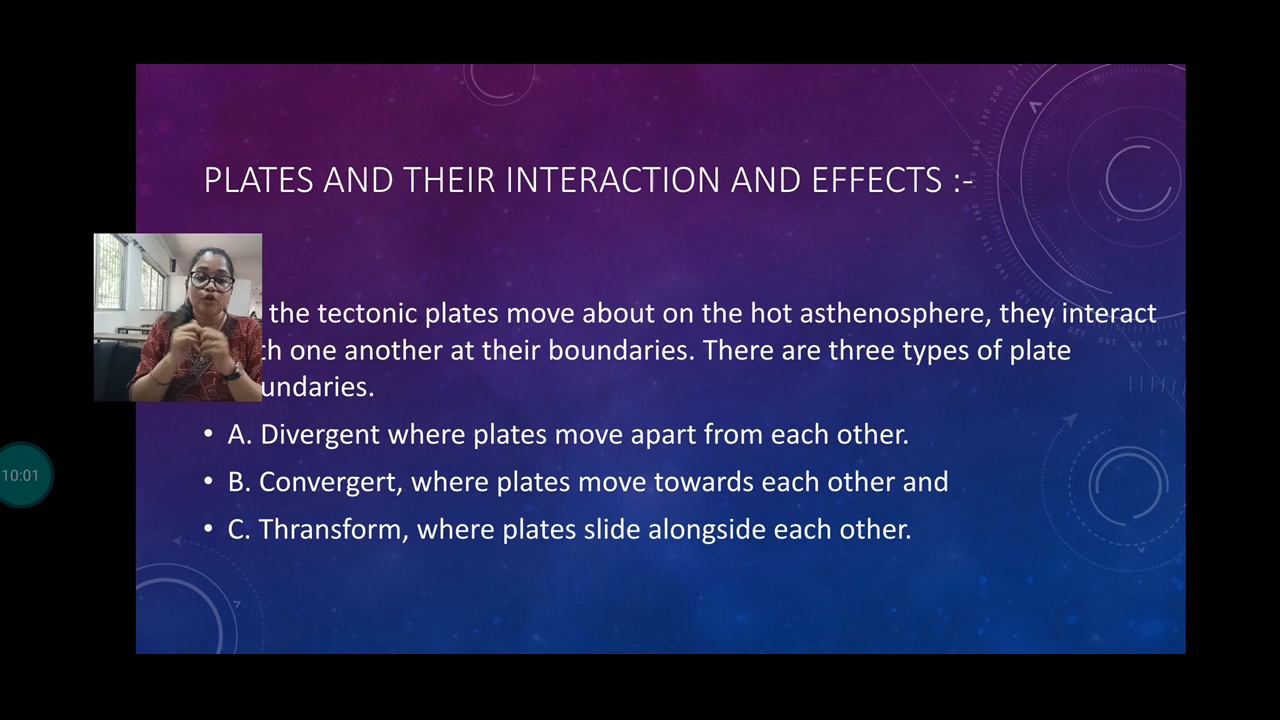 PLATES AND THEIR INTERACTION AND EFFECTS :-
the tectonic plates move about on the hot asthenosphere, they interact
th one another at their boundaries. There are three types of plate
undaries.
• A. Divergent where plates move apart from each other.
• B. Convergert, where plates move towards each other and
• C. Thransform, where plates slide alongside each other.
10:01